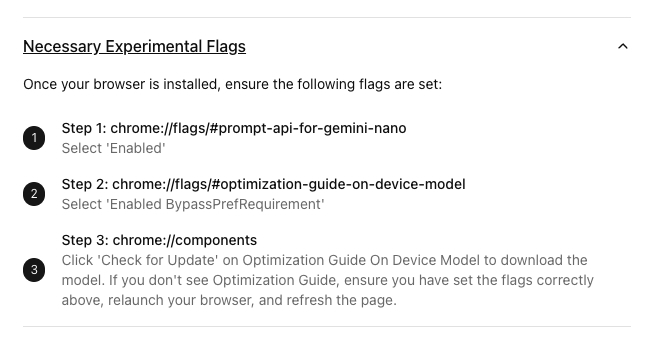 Necessary Experimental Flags
Once your browser is installed, ensure the following flags are set:
1
Step 1: chrome://flags/#prompt-api-for-gemini-nano
Select 'Enabled'
2
Step 2: chrome://flags/#optimization-guide-on-device-model
Select 'Enabled BypassPrefRequirement'
3
Step 3: chrome://components
Click 'Check for Update' on Optimization Guide On Device Model to download the
model. If you don't see Optimization Guide, ensure you have set the flags correctly
above, relaunch your browser, and refresh the page.